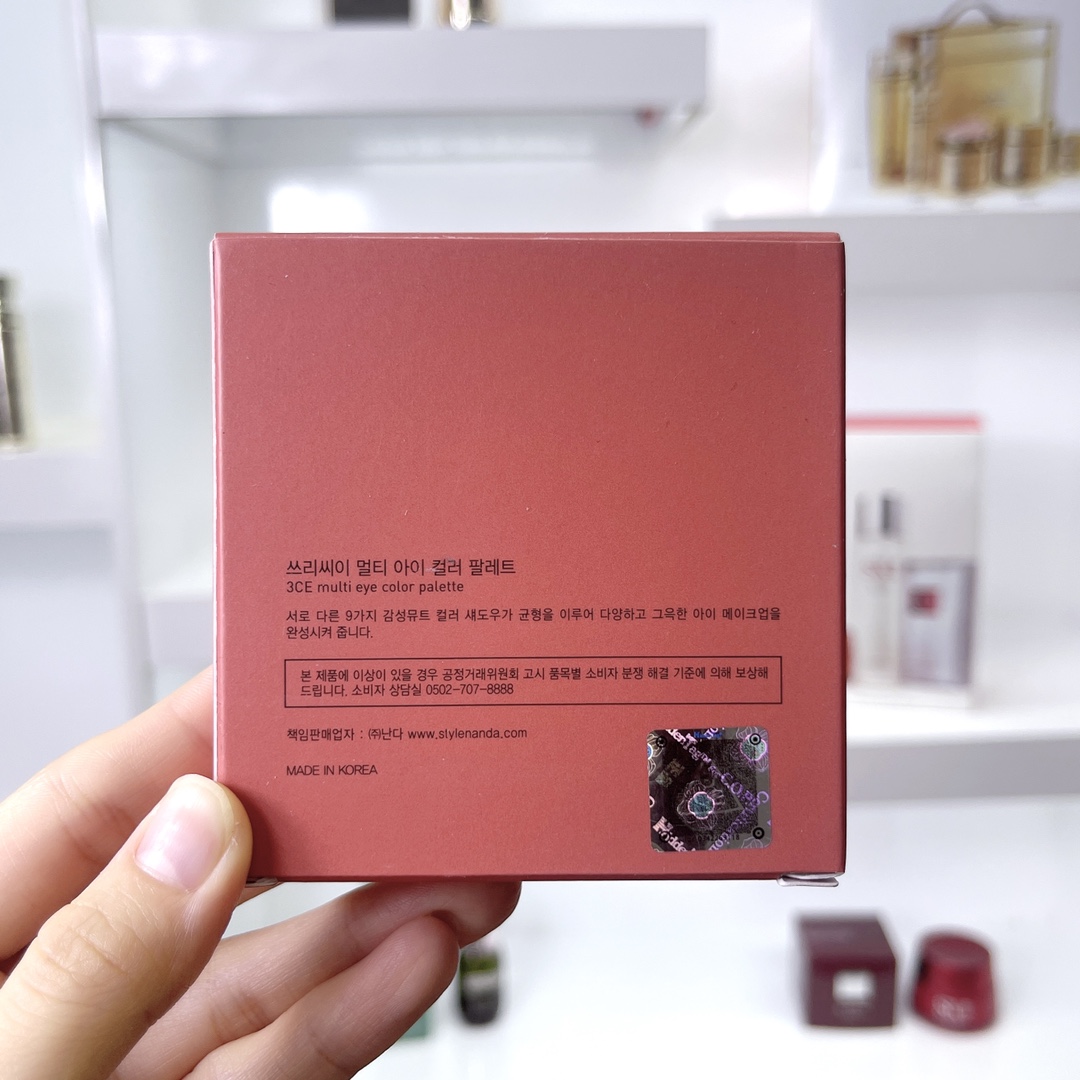 쓰리씨이 멀티 아이 컬러 팔레트
3CE multi eye color palette
서로 다른 9가지 감성뮤트 컬러 섀도우가 균형을 이루어 다양하고 그윽한 아이 메이크업을
완성시켜 줍니다.
본 제품에 이상이 있을 경우 공정거래위원회 고시 품목별 소비자 분쟁 해결 기준에 의해 보상해
드립니다. 소비자 상담실 0502-707-8888
책임판매업자 : ㈜난다 www.stylenanda.com
MADE IN KOREA